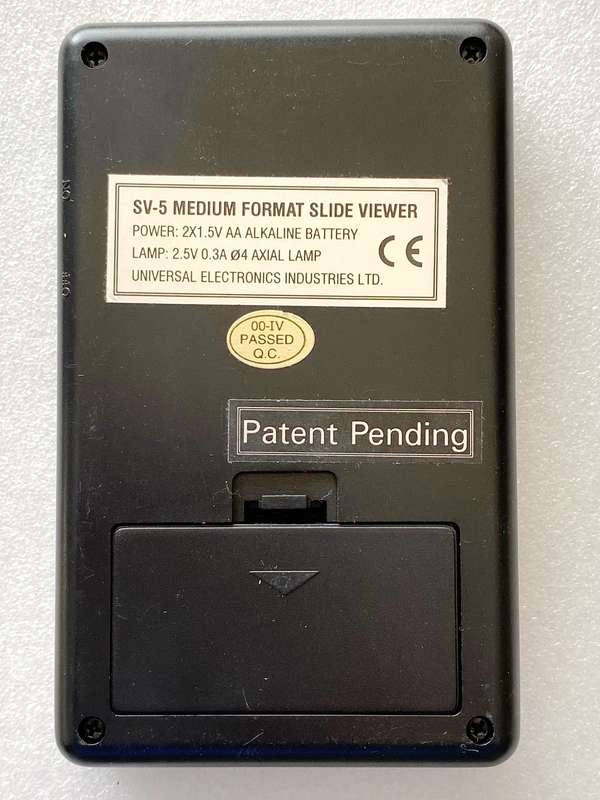 SV-5 MEDIUM FORMAT SLIDE VIEWER
POWER: 2X1.5V AA ALKALINE BATTERY
LAMP: 2.5V 0.3A Ø4 AXIAL LAMP
UNIVERSAL ELECTRONICS INDUSTRIES LTD.
CE
00-IV
PASSED
Q.C.
Patent Pending